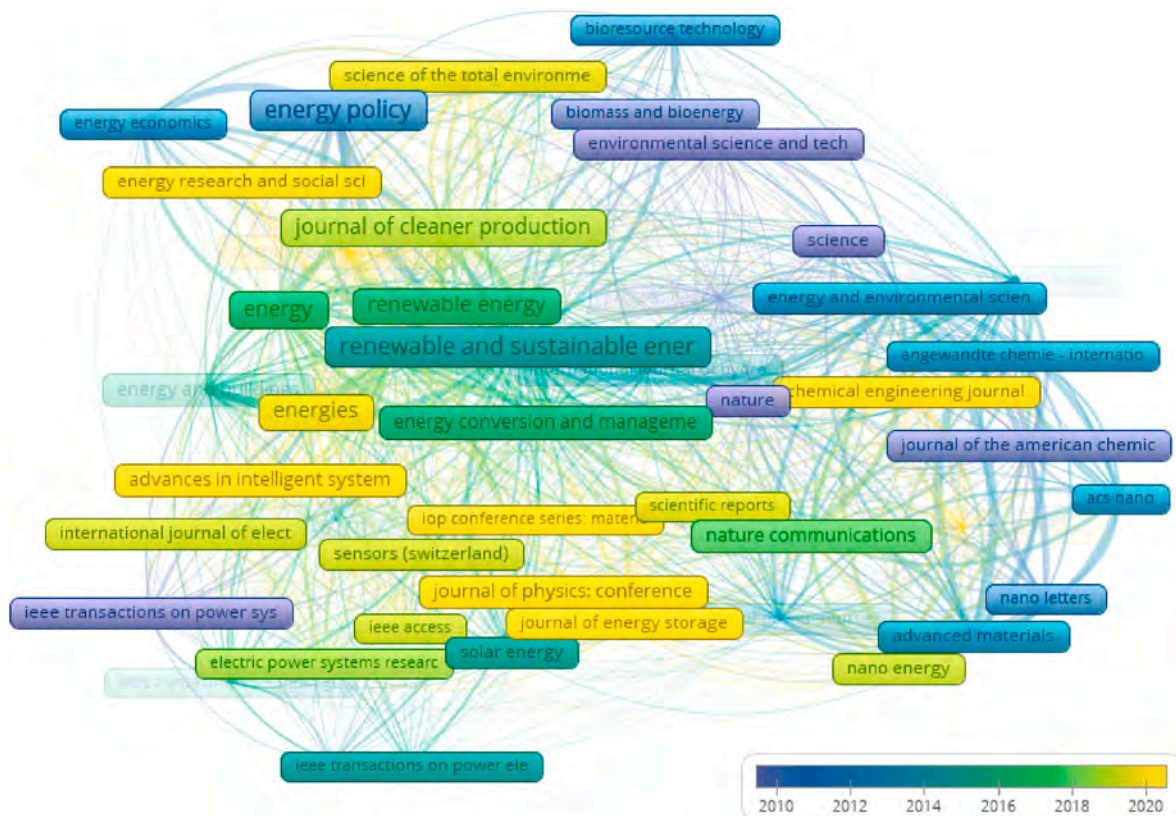 bioresource technology
science of the total environme
energy policy
biomass and bioenergy
energy economics
environmental science and tech
energy research and social sci
journal of cleaner production
science
energy
renewable energy
energy and environmental scien
renewable and sustainable ener
angewandte chemie - internatio
energy and buildings
chemical engineering journal
nature
energies
energy conversion and manageme
journal of the american chemic
advances in intelligent system
acs nano
scientific reports
iop conference series: materi
international journal of elect
nature communications
sensors (switzerland)
journal of physics: conference
nano letters
ieee transactions on power sys
journal of energy storage
ieee access
advanced materials
solar energy
electric power systems researc
nano energy
ieee transactions on power ele
2010 2012 2014 2016 2018 2020